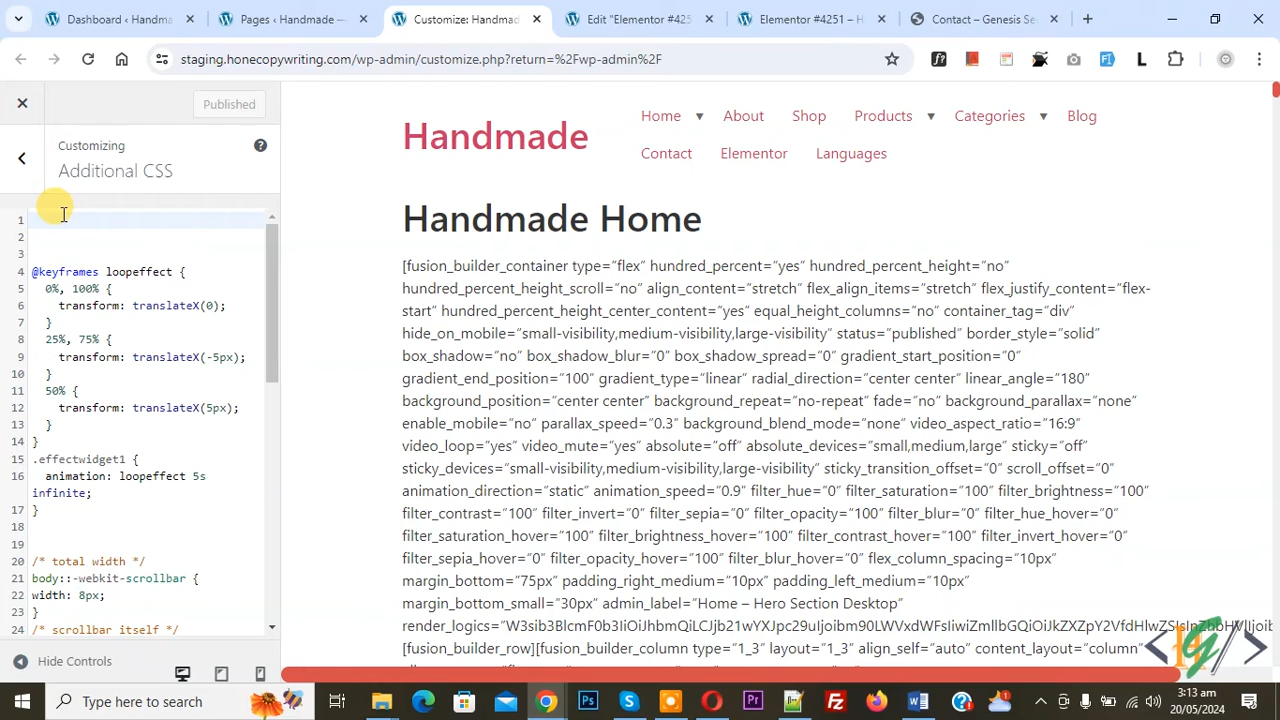 Dashboard ‹ Handma
Pages ‹ Handmade —
Customize: Handmad
Edit "Elementor #425
Elementor #4251 – H
Contact – Genesis Se
staging.honecopywriting.com/wp-admin/customize.php?return=%2Fwp-admin%2F
Published
Customizing
Additional CSS
1
2
3
4 @keyframes loopeffect {
5 0%, 100% {
6 transform: translateX(0);
7 }
8 25%, 75% {
9 transform: translateX(-5px);
10 }
11 50% {
12 transform: translateX(5px);
13 }
14 }
15 .effectwidget1 {
16 animation: loopeffect 5s
infinite;
17 }
18
19
20 /* total width */
21 body::-webkit-scrollbar {
22 width: 8px;
23 }
24 /* scrollbar itself */
Hide Controls
Handmade
Home About Shop Products Categories Blog
Contact Elementor Languages
Handmade Home
[fusion_builder_container type="flex" hundred_percent="yes" hundred_percent_height="no"
hundred_percent_height_scroll="no" align_content="stretch" flex_align_items="stretch" flex_justify_content="flex-
start" hundred_percent_height_center_content="yes" equal_height_columns="no" container_tag="div"
hide_on_mobile="small-visibility,medium-visibility,large-visibility" status="published" border_style="solid"
box_shadow="no" box_shadow_blur="0" box_shadow_spread="0" gradient_start_position="0"
gradient_end_position="100" gradient_type="linear" radial_direction="center center" linear_angle="180"
background_position="center center" background_repeat="no-repeat" fade="no" background_parallax="none"
enable_mobile="no" parallax_speed="0.3" background_blend_mode="none" video_aspect_ratio="16:9"
video_loop="yes" video_mute="yes" absolute="off" absolute_devices="small,medium,large" sticky="off"
sticky_devices="small-visibility,medium-visibility,large-visibility" sticky_transition_offset="0" scroll_offset="0"
animation_direction="static" animation_speed="0.9" filter_hue="0" filter_saturation="100" filter_brightness="100"
filter_contrast="100" filter_invert="0" filter_sepia="0" filter_opacity="100" filter_blur="0" filter_hue_hover="0"
filter_saturation_hover="100" filter_brightness_hover="100" filter_contrast_hover="100" filter_invert_hover="0"
filter_sepia_hover="0" filter_opacity_hover="100" filter_blur_hover="0" flex_column_spacing="10px"
margin_bottom="75px" padding_right_medium="10px" padding_left_medium="10px"
margin_bottom_small="30px" admin_label="Home – Hero Section Desktop"
[fusion_builder_row][fusion_builder_column type="1_3" layout="1_3" align_self="auto" content_layout="column"
Type here to search
3:13 am
20/05/2024